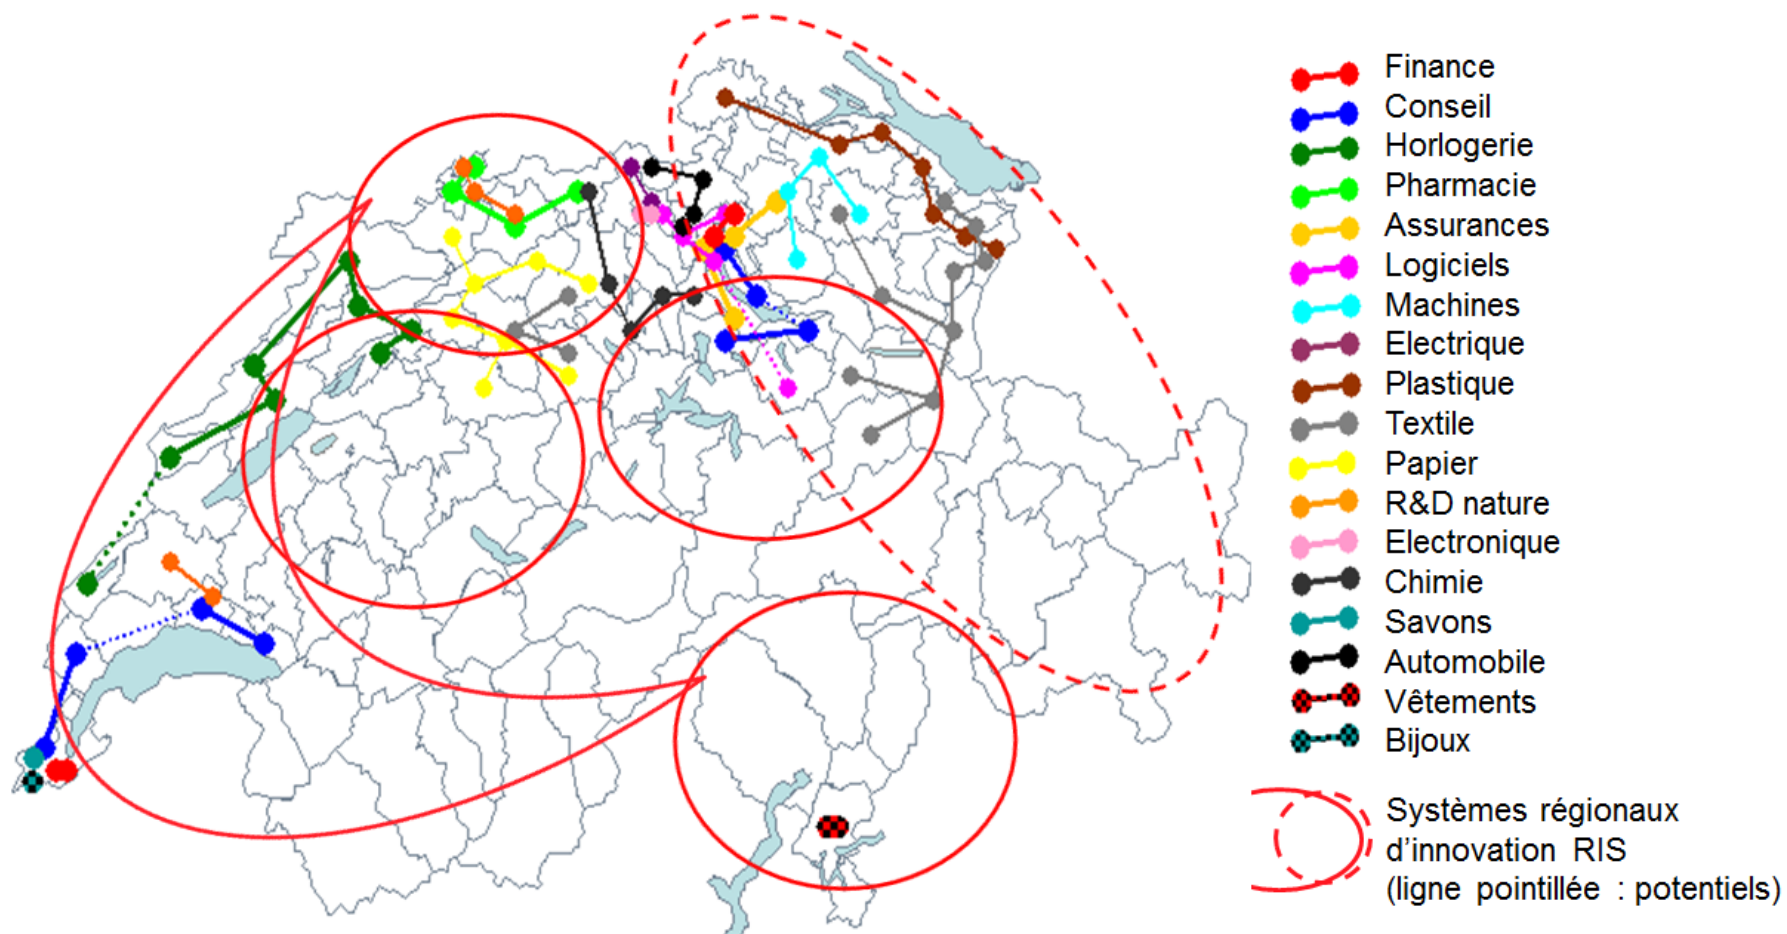 Finance
Conseil
Horlogerie
Pharmacie
Assurances
Logiciels
Machines
Electrique
Plastique
Textile
Papier
R&D nature
Electronique
Chimie
Savons
Automobile
Vêtements
Bijoux
Systèmes régionaux
d’innovation RIS
(ligne pointillée : potentiels)